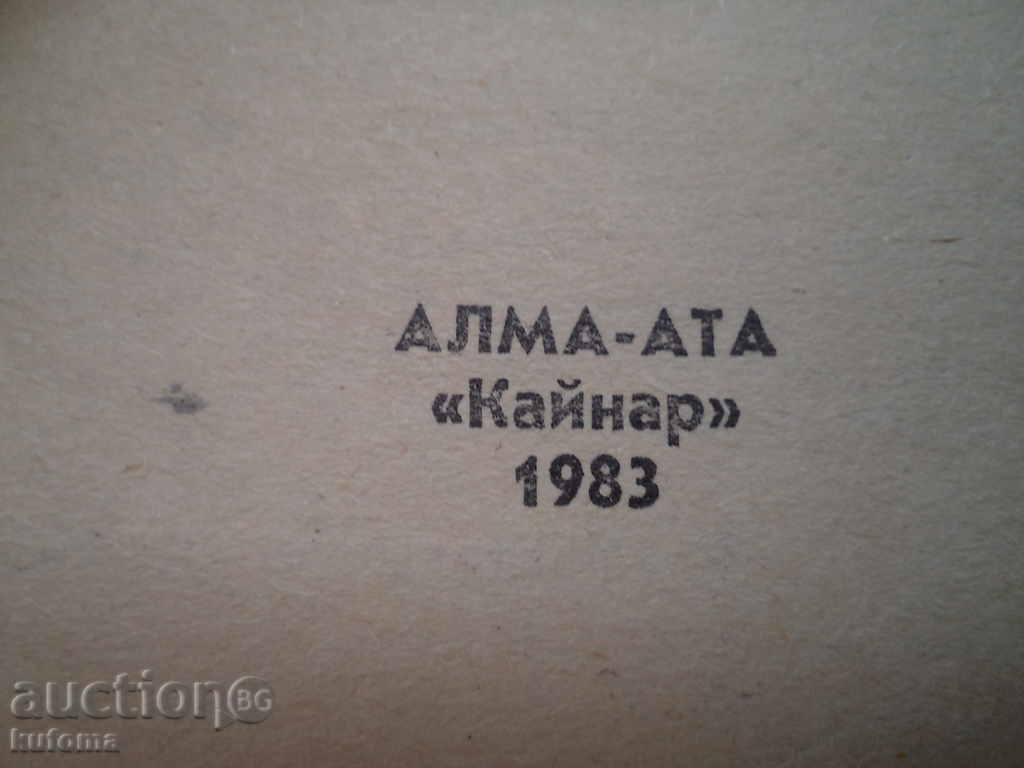 АЛМА-АТА
«Кайнар»
1983
auction BG
kufoma